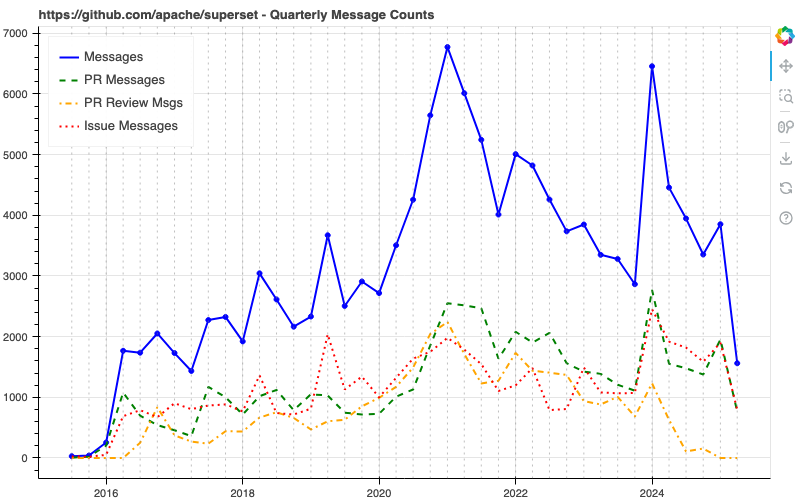 https://github.com/apache/superset - Quarterly Message Counts
7000
6000
5000
4000
3000
2000
1000
0
Messages
PR Messages
PR Review Msgs
Issue Messages
2016
2018
2020
2022
2024